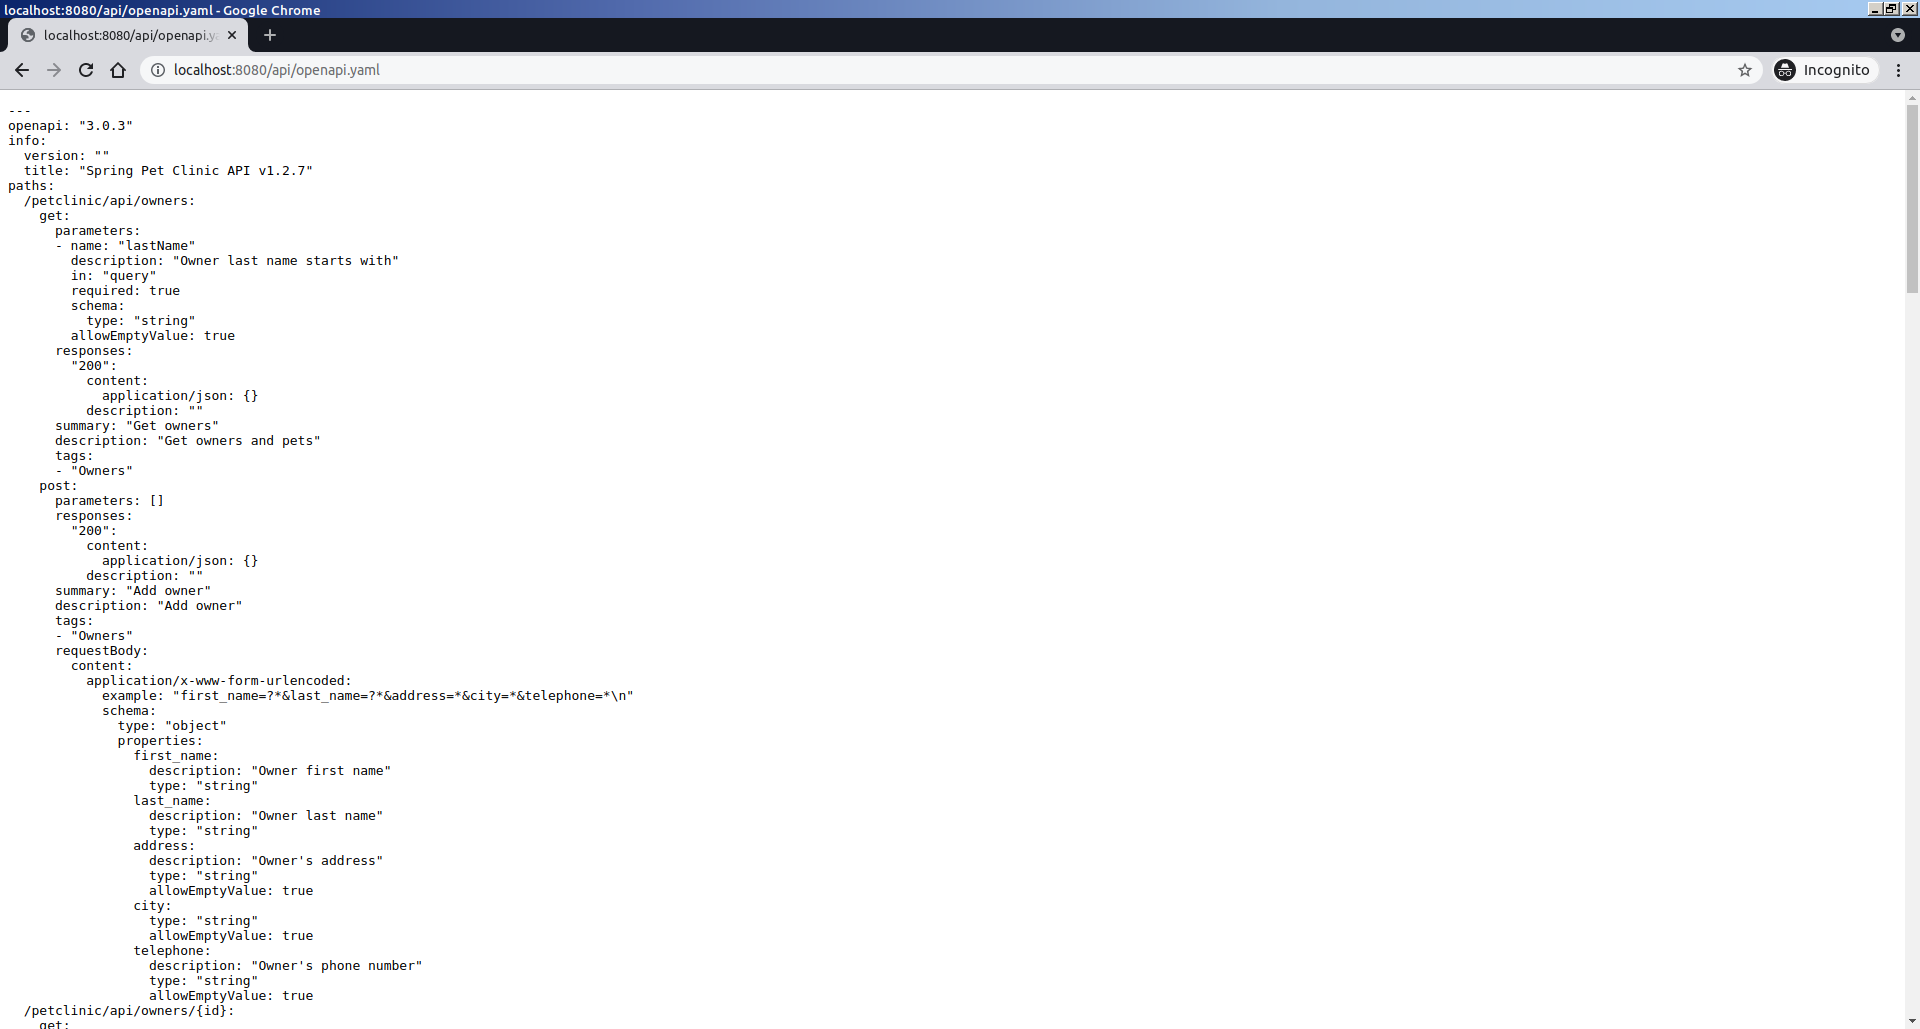 localhost:8080/api/openapi.yaml - Google Chrome
localhost:8080/api/openapi.y
localhost:8080/api/openapi.yaml
Incognito
---
openapi: "3.0.3"
info:
  version: ""
  title: "Spring Pet Clinic API v1.2.7"
paths:
  /petclinic/api/owners:
    get:
      parameters:
      - name: "lastName"
        description: "Owner last name starts with"
        in: "query"
        required: true
        schema:
          type: "string"
        allowEmptyValue: true
      responses:
        "200":
          content:
            application/json: {}
          description: ""
      summary: "Get owners"
      description: "Get owners and pets"
      tags:
      - "Owners"
    post:
      parameters: []
      responses:
        "200":
          content:
            application/json: {}
          description: ""
      summary: "Add owner"
      description: "Add owner"
      tags:
      - "Owners"
      requestBody:
        content:
          application/x-www-form-urlencoded:
            example: "first_name=?*&last_name=?*&address=*&city=*&telephone=*\n"
            schema:
              type: "object"
              properties:
                first_name:
                  description: "Owner first name"
                  type: "string"
                last_name:
                  description: "Owner last name"
                  type: "string"
                address:
                  description: "Owner's address"
                  type: "string"
                  allowEmptyValue: true
                city:
                  type: "string"
                  allowEmptyValue: true
                telephone:
                  description: "Owner's phone number"
                  type: "string"
                  allowEmptyValue: true
  /petclinic/api/owners/{id}:
    get: